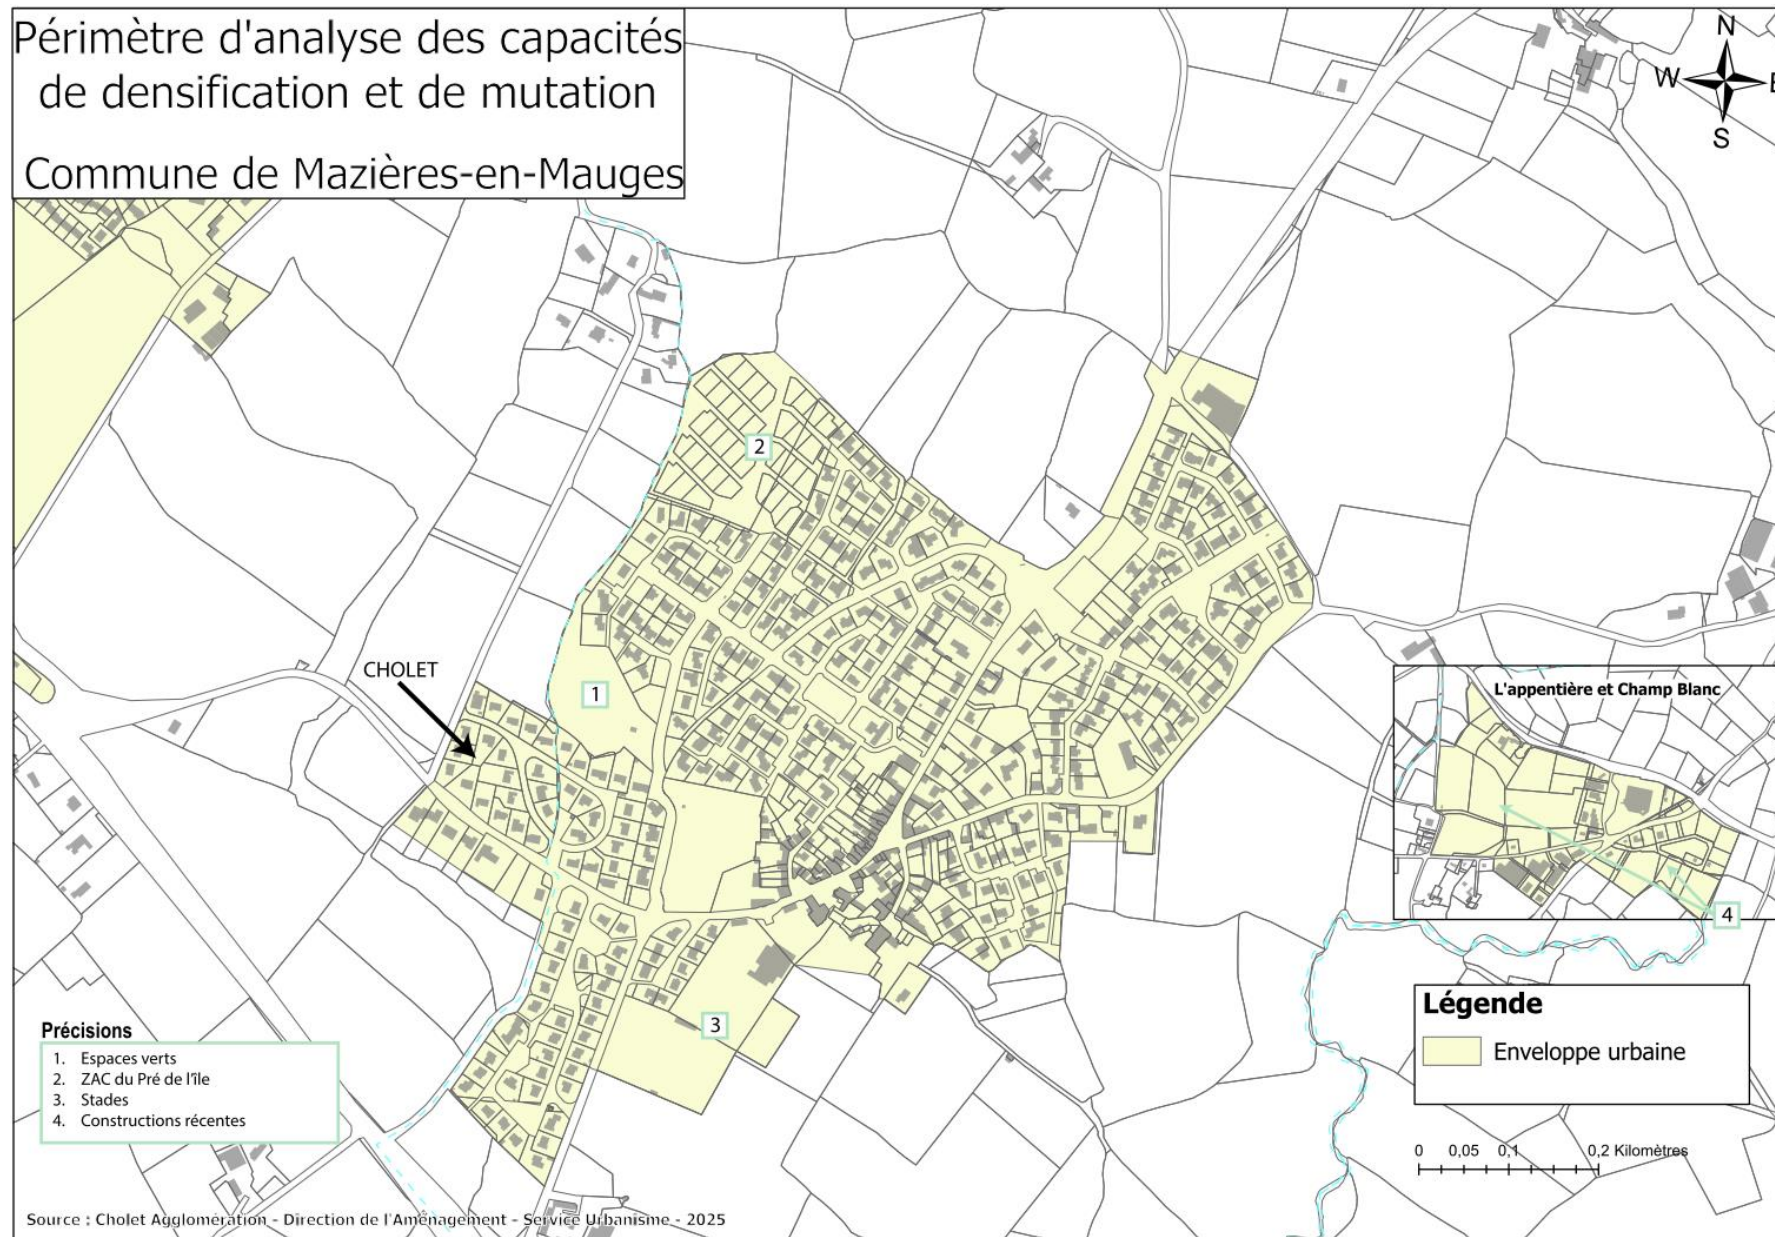 Périmètre d'analyse des capacités
de densification et de mutation
Commune de Mazières-en-Mauges
N
W
E
S
2
CHOLET
1
L'appentière et Champ Blanc
4
3
Précisions
1. Espaces verts
2. ZAC du Pré de l'île
3. Stades
4. Constructions récentes
Légende
Enveloppe urbaine
0 0,05 0,1 0,2 Kilomètres
Source : Cholet Agglomération - Direction de l'Aménagement - Service Urbanisme - 2025